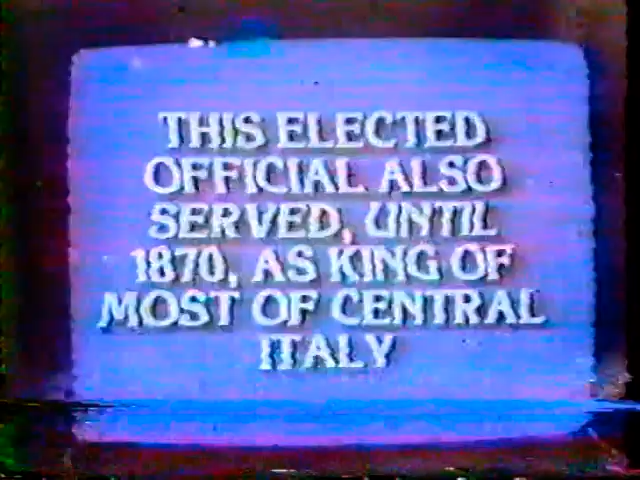 THIS ELECTED
OFFICIAL ALSO
SERVED, UNTIL
1870, AS KING OF
MOST OF CENTRAL
ITALY